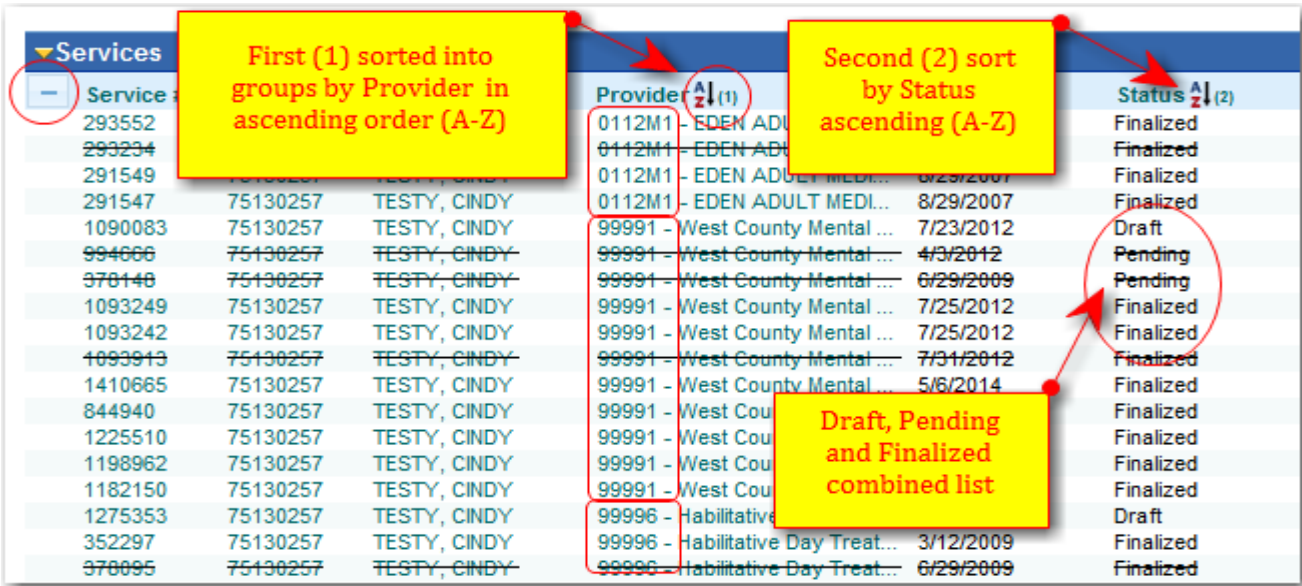 Services
First (1) sorted into
groups by Provider in
ascending order (A-Z)
Second (2) sort
by Status
ascending (A-Z)
Service Provider (1) Status (2)
293552 0112M1 - EDEN Finalized
293234 0112M1 - EDEN Finalized
291549 75130257 TESTY, CINDY 0112M1 - EDEN ADULT MEDI... 8/29/2007 Finalized
291547 75130257 TESTY, CINDY 0112M1 - EDEN ADULT MEDI... 8/29/2007 Finalized
1090083 75130257 TESTY, CINDY 99991 - West County Mental ... 7/23/2012 Draft
994666 75130257 TESTY, CINDY 99991 - West County Mental ... 4/3/2012 Pending
378148 75130257 TESTY, CINDY 99991 - West County Mental ... 6/29/2009 Pending
1093249 75130257 TESTY, CINDY 99991 - West County Mental ... 7/25/2012 Finalized
1093242 75130257 TESTY, CINDY 99991 - West County Mental ... 7/25/2012 Finalized
1093913 75130257 TESTY, CINDY 99991 - West County Mental ... 7/31/2012 Finalized
1410665 75130257 TESTY, CINDY 99991 - West County Mental ... 5/6/2014 Finalized
844940 75130257 TESTY, CINDY 99991 - West Finalized
1225510 75130257 TESTY, CINDY 99991 - West Finalized
1198962 75130257 TESTY, CINDY 99991 - West Finalized
1182150 75130257 TESTY, CINDY 99991 - West Finalized
Draft, Pending
and Finalized
combined list
1275353 75130257 TESTY, CINDY 99996 - Habilitative Draft
352297 75130257 TESTY, CINDY 99996 - Habilitative Day Treat... 3/12/2009 Finalized
378095 75130257 TESTY, CINDY 99996 - Habilitative Day Treat... 6/29/2009 Finalized